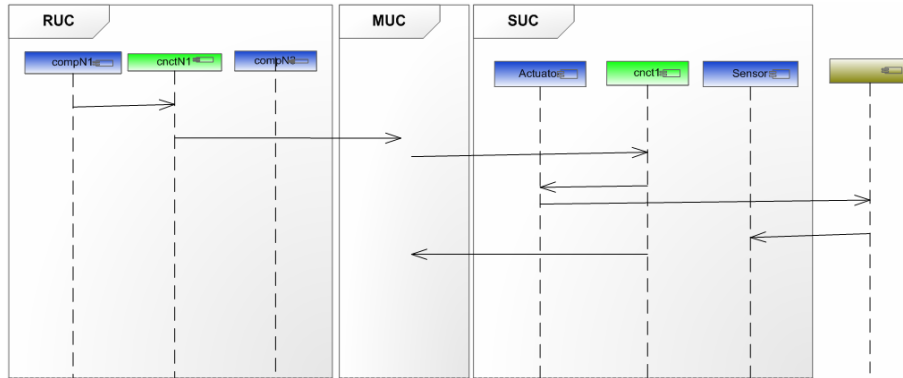 RUC
MUC
SUC
compN1
cnctN1
compN2
Actuator
cnct1
Sensor